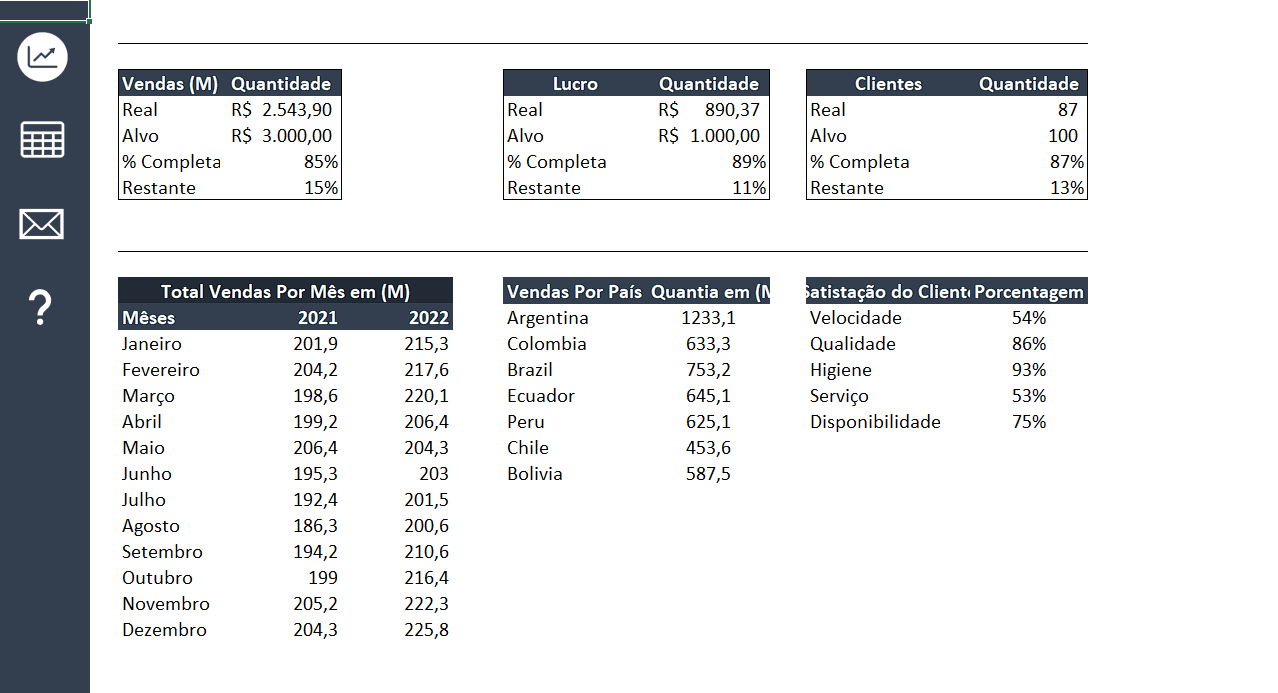 ?
Vendas (M) Quantidade
Real R$ 2.543,90
Alvo R$ 3.000,00
% Completa 85%
Restante 15%
Lucro Quantidade
Real R$ 890,37
Alvo R$ 1.000,00
% Completa 89%
Restante 11%
Clientes Quantidade
Real 87
Alvo 100
% Completa 87%
Restante 13%
Total Vendas Por Mês em (M)
Mêses 2021 2022
Janeiro 201,9 215,3
Fevereiro 204,2 217,6
Março 198,6 220,1
Abril 199,2 206,4
Maio 206,4 204,3
Junho 195,3 203
Julho 192,4 201,5
Agosto 186,3 200,6
Setembro 194,2 210,6
Outubro 199 216,4
Novembro 205,2 222,3
Dezembro 204,3 225,8
Vendas Por País Quantia em (M
Argentina 1233,1
Colombia 633,3
Brazil 753,2
Ecuador 645,1
Peru 625,1
Chile 453,6
Bolivia 587,5
Satistação do Client Porcentagem
Velocidade 54%
Qualidade 86%
Higiene 93%
Serviço 53%
Disponibilidade 75%